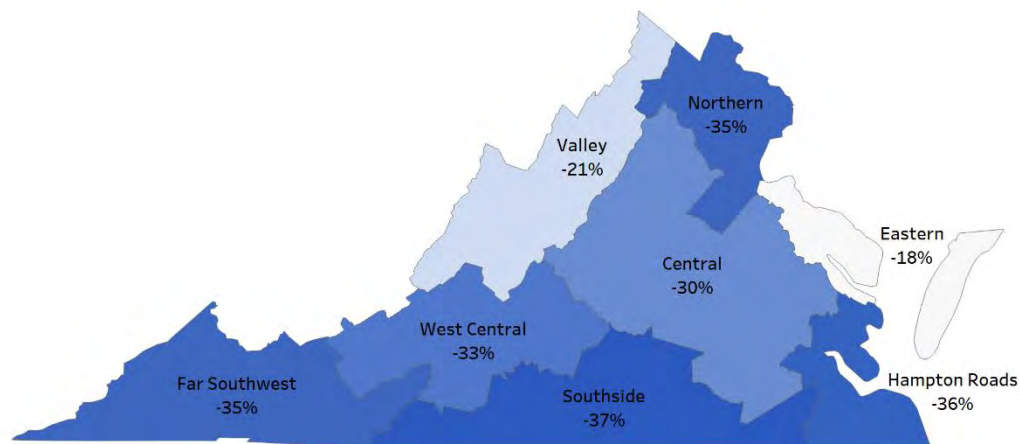 Northern
-35%
Valley
-21%
Eastern
-18%
Central
-30%
West Central
-33%
Far Southwest
-35%
Southside
-37%
Hampton Roads
-36%